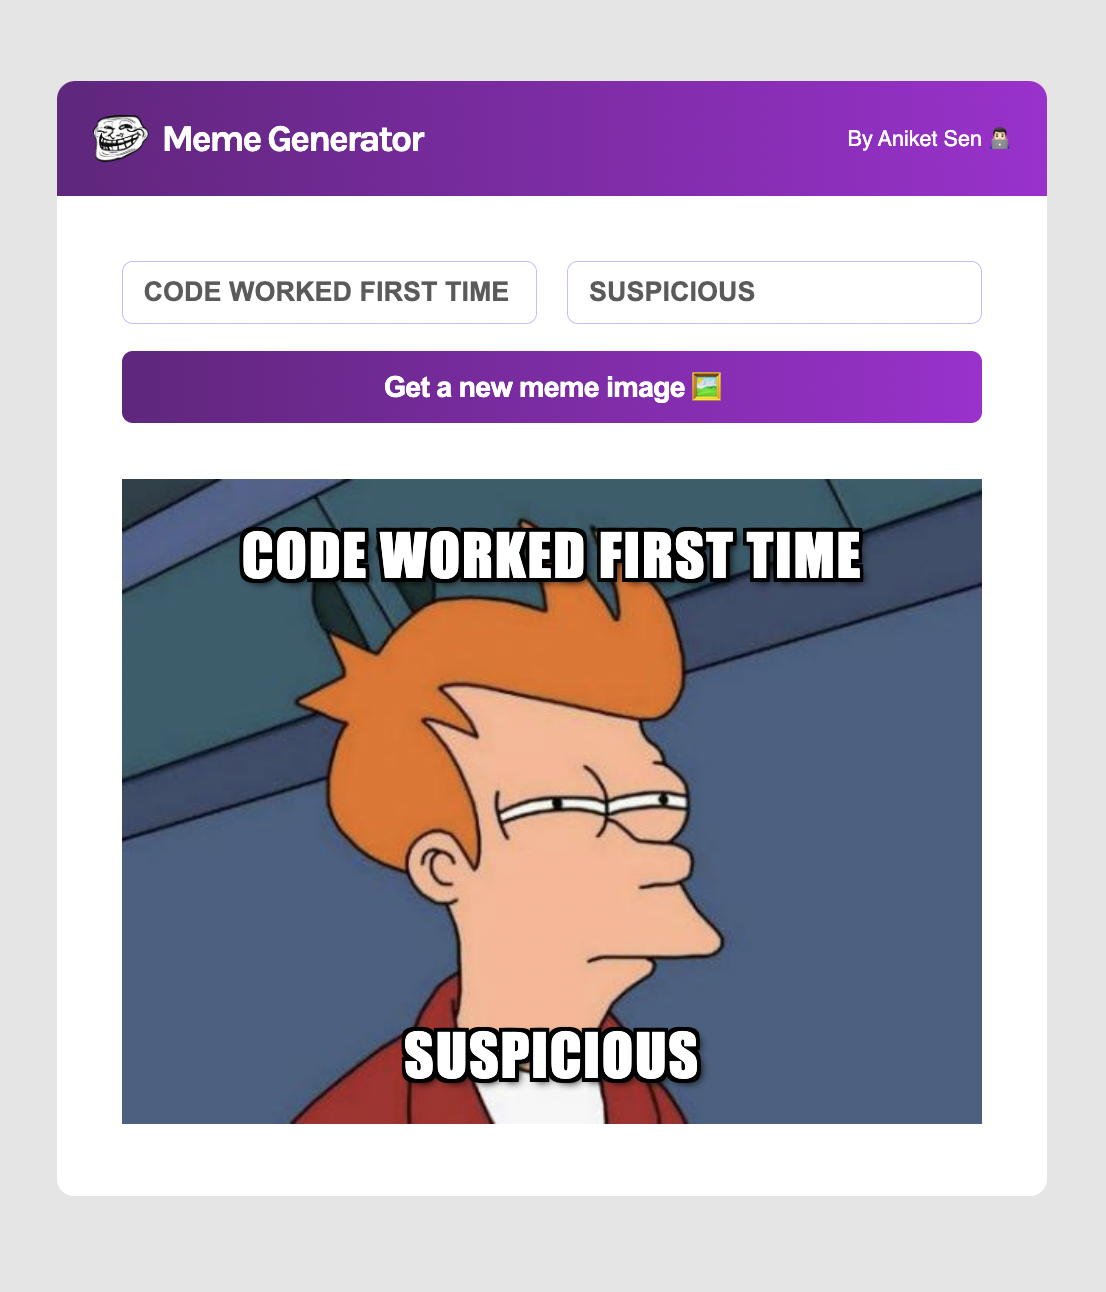 Meme Generator
By Aniket Sen 👨🏻‍💻
CODE WORKED FIRST TIME
SUSPICIOUS
Get a new meme image 🖼️
CODE WORKED FIRST TIME
SUSPICIOUS